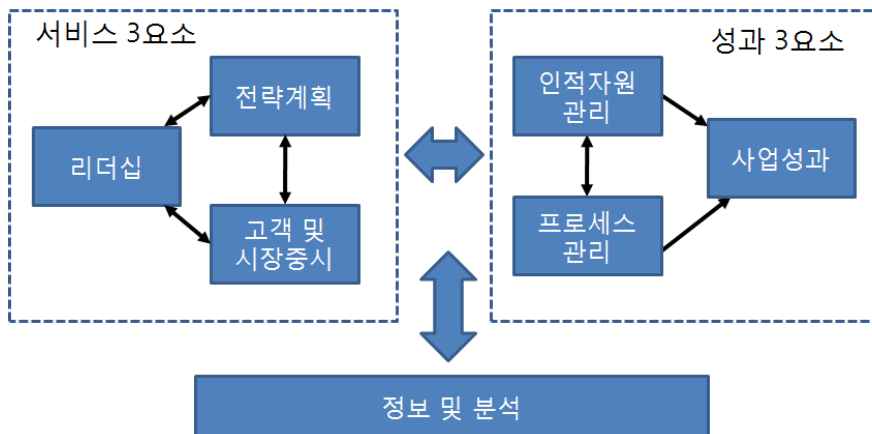 서비스 3요소
전략계획
리더십
고객 및
시장중시
성과 3요소
인적자원
관리
사업성과
프로세스
관리
정보 및 분석